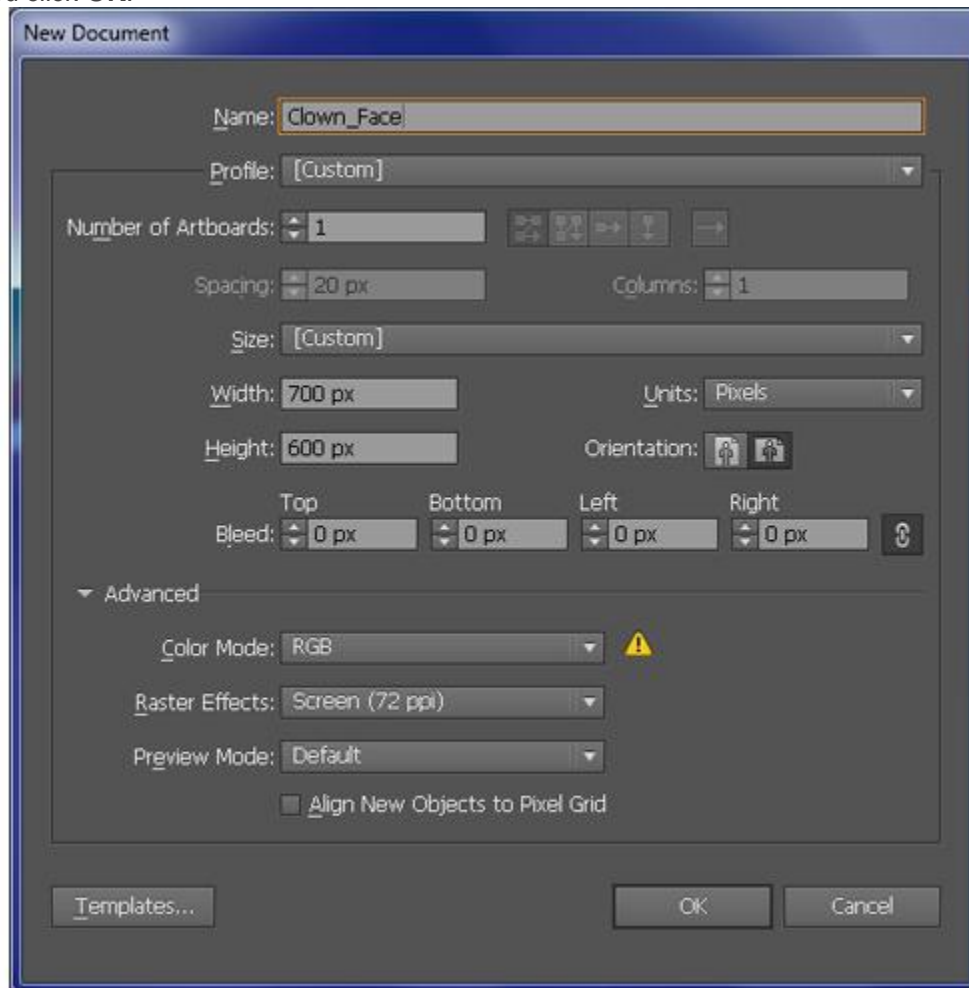 New Document
Name: Clown_Face
Profile: [Custom]
Number of Artboards: 1
Spacing: 20 px Columns: 1
Size: [Custom]
Width: 700 px Units: Pixels
Height: 600 px Orientation:
Top Bottom Left Right
Bleed: 0 px 0 px 0 px 0 px
Advanced
Color Mode: RGB
Raster Effects: Screen (72 ppi)
Preview Mode: Default
Align New Objects to Pixel Grid
Templates... OK Cancel